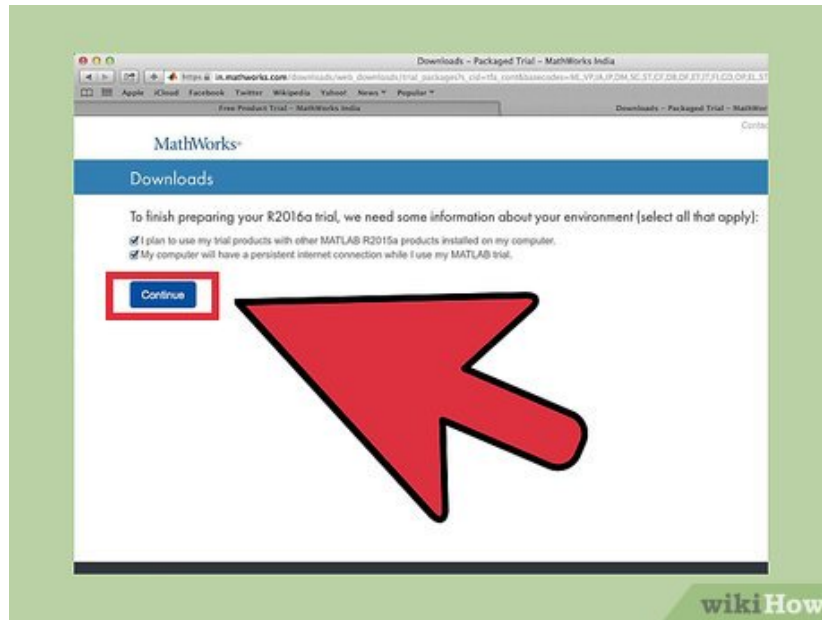 Downloads – Packaged Trial – MathWorks India
https in.mathworks.com/downloads/web_downloads/
Apple iCloud Facebook Twitter Wikipedia Yahoo! News Popular
Free Product Trial – MathWorks India Downloads – Packaged Trial – MathWor
Contac
MathWorks
Downloads
To finish preparing your R2016a trial, we need some information about your environment (select all that apply):
I plan to use my trial products with other MATLAB R2015a products installed on my computer.
My computer will have a persistent internet connection while I use my MATLAB trial.
Continue
wikiHow